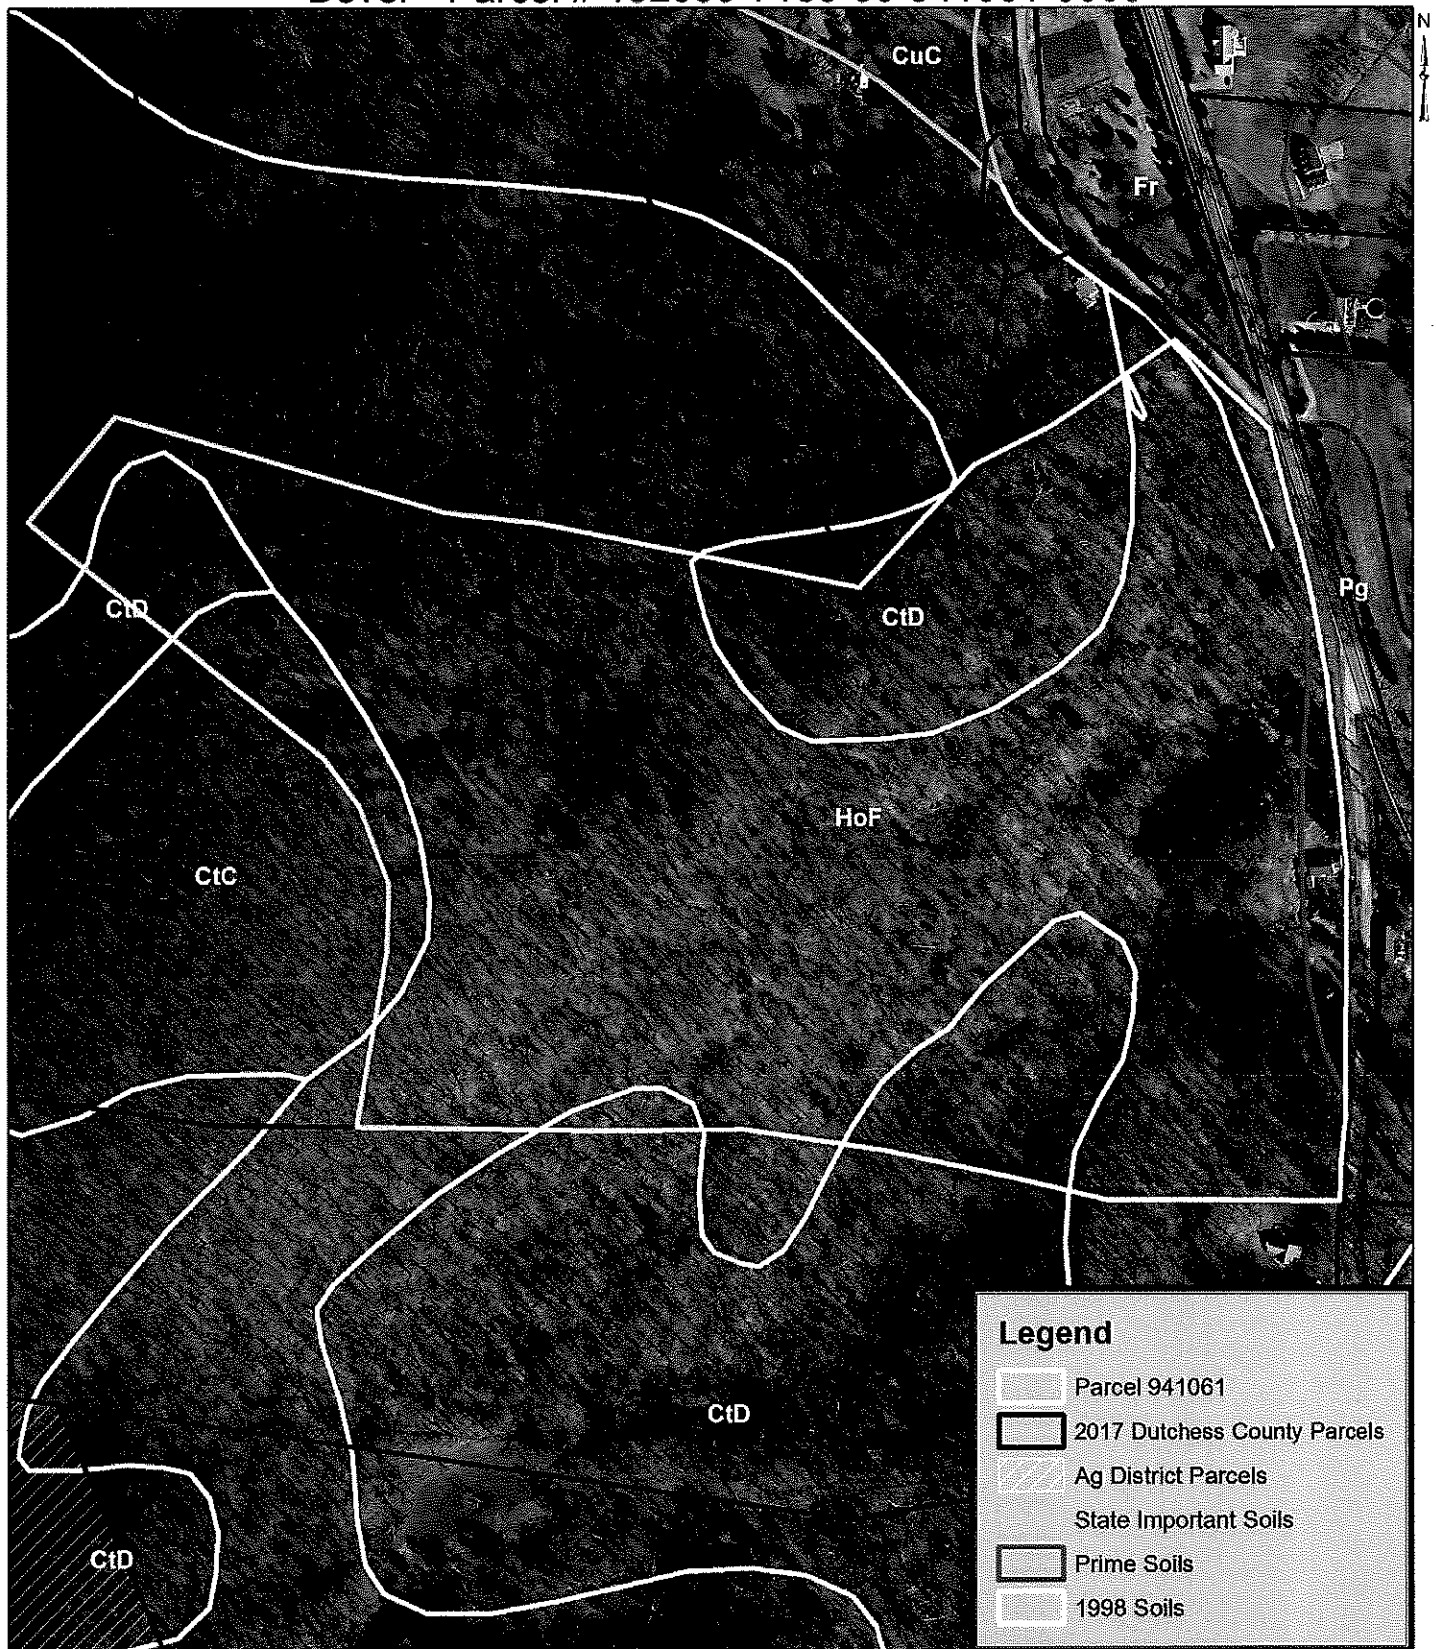 N
CuC
Fr
Pg
CtD
CtD
HoF
CtC
CtD
CtD
Legend
Parcel 941061
2017 Dutchess County Parcels
Ag District Parcels
State Important Soils
Prime Soils
1998 Soils